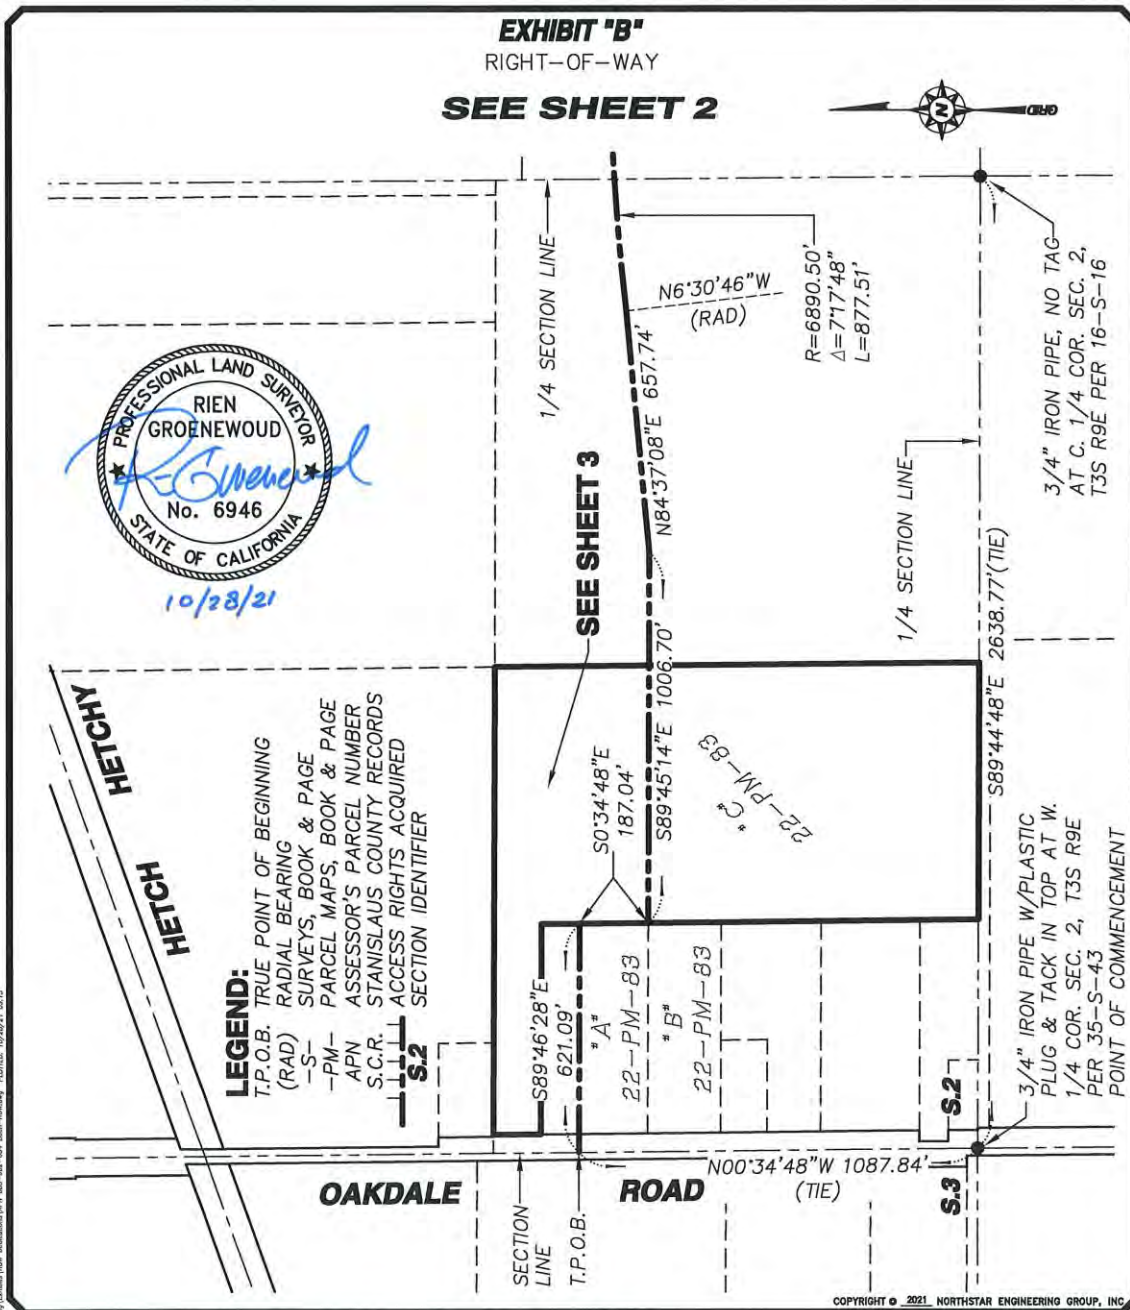 EXHIBIT "B"
RIGHT-OF-WAY
SEE SHEET 2
N
GRID
1/4 SECTION LINE
N6°30'46"W
(RAD)
R=6890.50'
Δ=7°17'48"
L=877.51'
3/4" IRON PIPE, NO TAG
AT C. 1/4 COR. SEC. 2,
T3S R9E PER 16-S-16
PROFESSIONAL LAND SURVEYOR
RIEN
GROENEWOUD
No. 6946
STATE OF CALIFORNIA
10/28/21
SEE SHEET 3
N84°37'08"E 657.74'
1/4 SECTION LINE
S89°44'48"E 2638.77'(TIE)
HETCH HETCHY
LEGEND:
T.P.O.B. TRUE POINT OF BEGINNING
(RAD) RADIAL BEARING
-S- SURVEYS, BOOK & PAGE
-PM- PARCEL MAPS, BOOK & PAGE
APN ASSESSOR'S PARCEL NUMBER
S.C.R. STANISLAUS COUNTY RECORDS
ACCESS RIGHTS ACQUIRED
S.2 SECTION IDENTIFIER
S0°34'48"E
187.04'
S89°45'14"E 1006.70'
"C"
22-PM-83
S89°46'28"E
621.09'
"A"
22-PM-83
"B"
22-PM-83
S.2
S.3
3/4" IRON PIPE W/PLASTIC
PLUG & TACK IN TOP AT W.
1/4 COR. SEC. 2, T3S R9E
PER 35-S-43
POINT OF COMMENCEMENT
OAKDALE ROAD
N00°34'48"W 1087.84'
(TIE)
SECTION
LINE
T.P.O.B.
COPYRIGHT © 2021 NORTHSTAR ENGINEERING GROUP, INC.